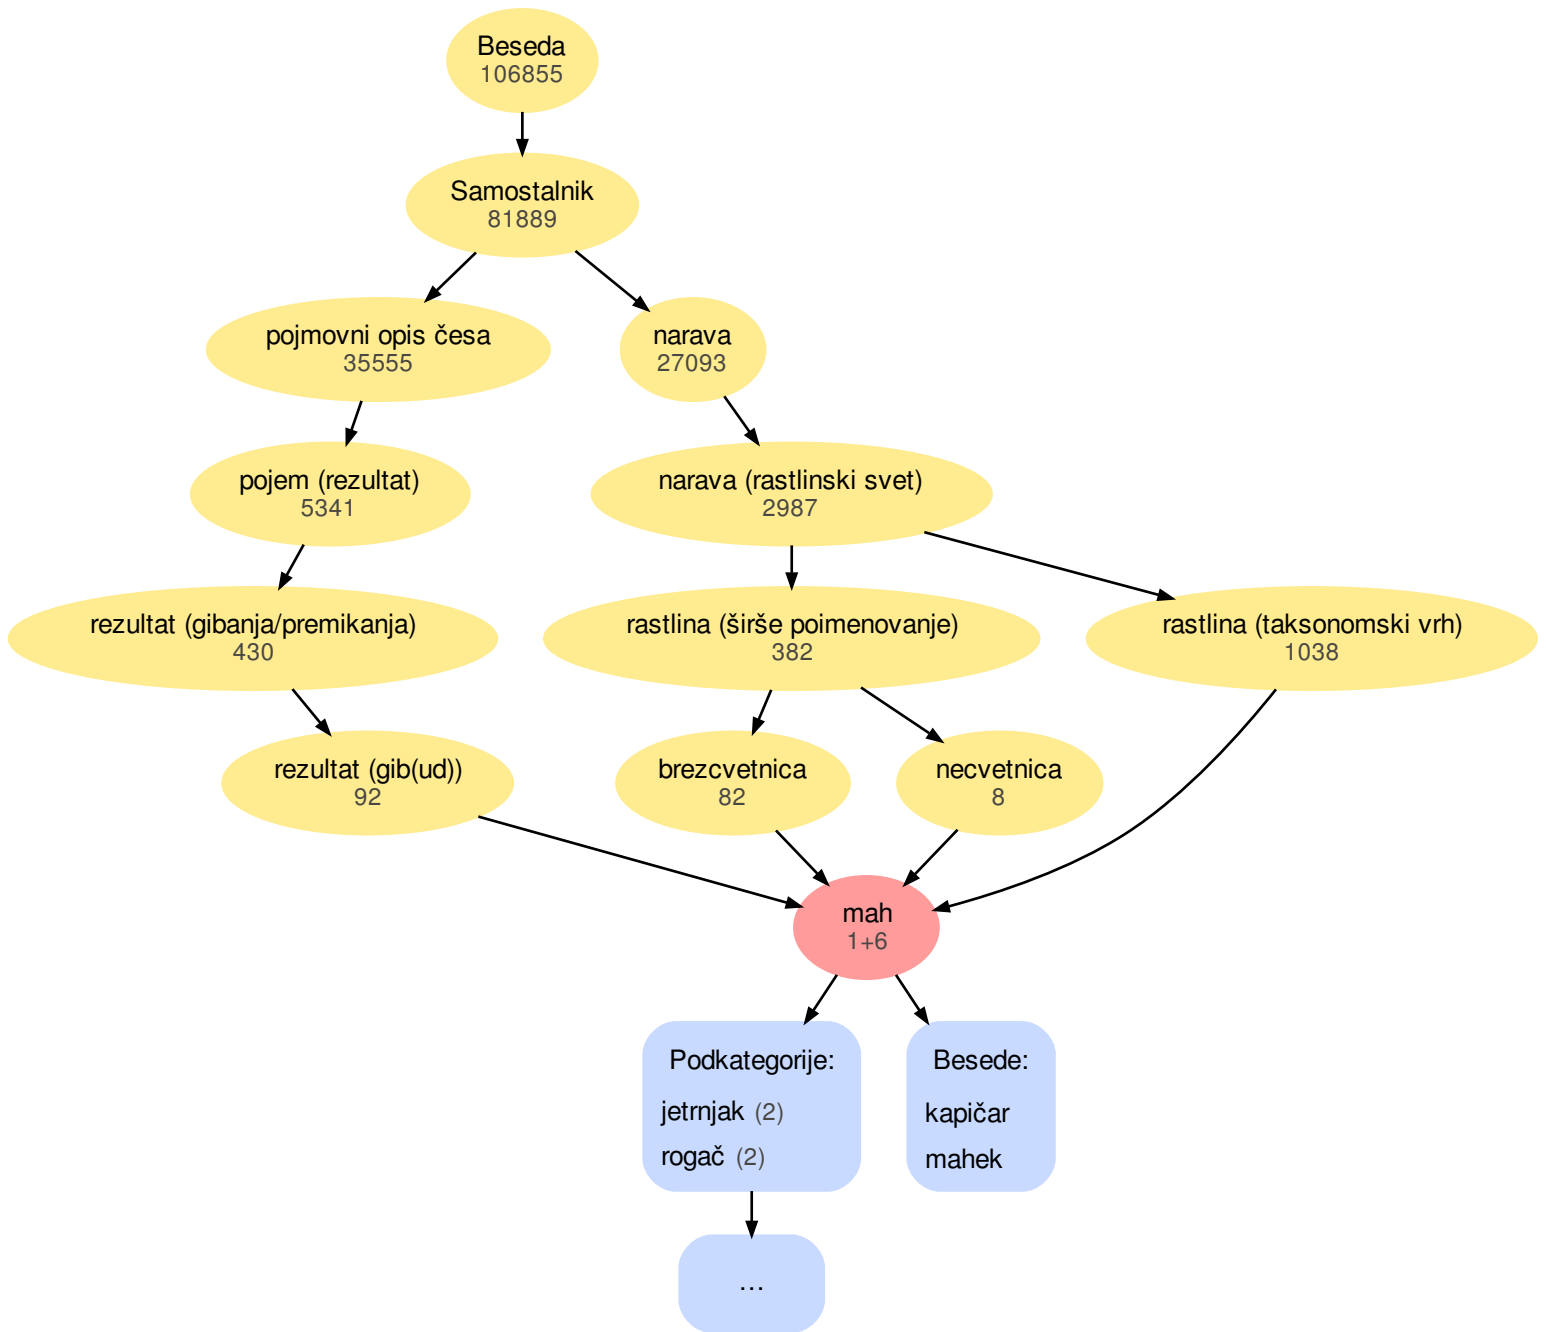 Beseda
106855
Samostalnik
81889
pojmovni opis česa
35555
narava
27093
pojem (rezultat)
5341
narava (rastlinski svet)
2987
rezultat (gibanja/premikanja)
430
rastlina (širše poimenovanje)
382
rastlina (taksonomski vrh)
1038
rezultat (gib(ud))
92
brezcvetnica
82
necvetnica
8
mah
1+6
Podkategorije:
jetrnjak (2)
rogač (2)
Besede:
kapičar
mahek
…